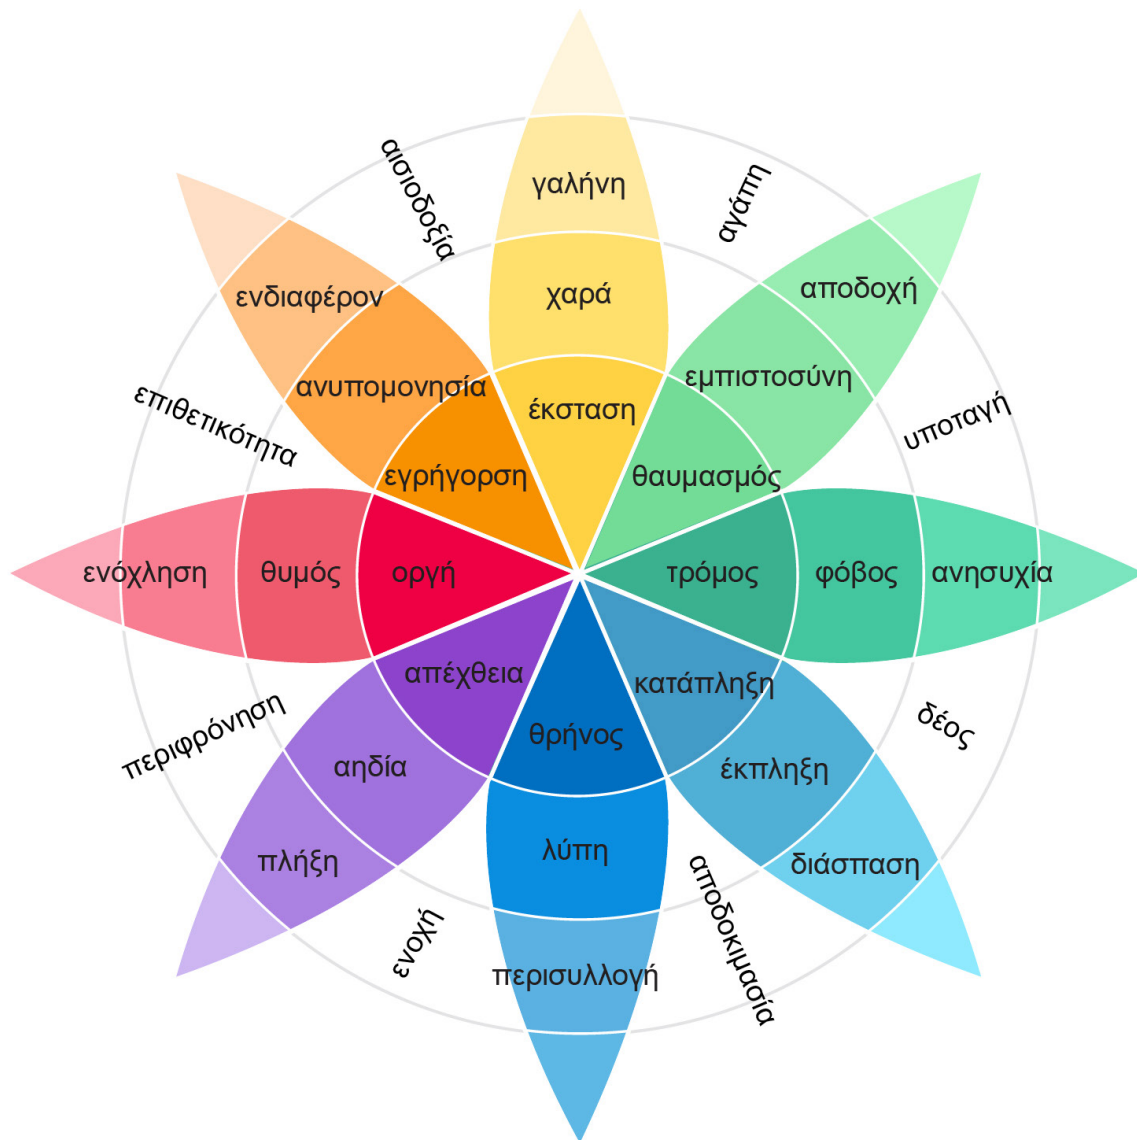 γαλήνη
αισιοδοξία
αγάπη
ενδιαφέρον
χαρά
αποδοχή
ανυπομονησία
εμπιστοσύνη
επιθετικότητα
έκσταση
υποταγή
εγρήγορση
θαυμασμός
ενόχληση
θυμός
οργή
τρόμος
φόβος
ανησυχία
απέχθεια
κατάπληξη
περιφρόνηση
θρήνος
δέος
αηδία
έκπληξη
πλήξη
λύπη
διάσπαση
ενοχή
αποδοκιμασία
περισυλλογή